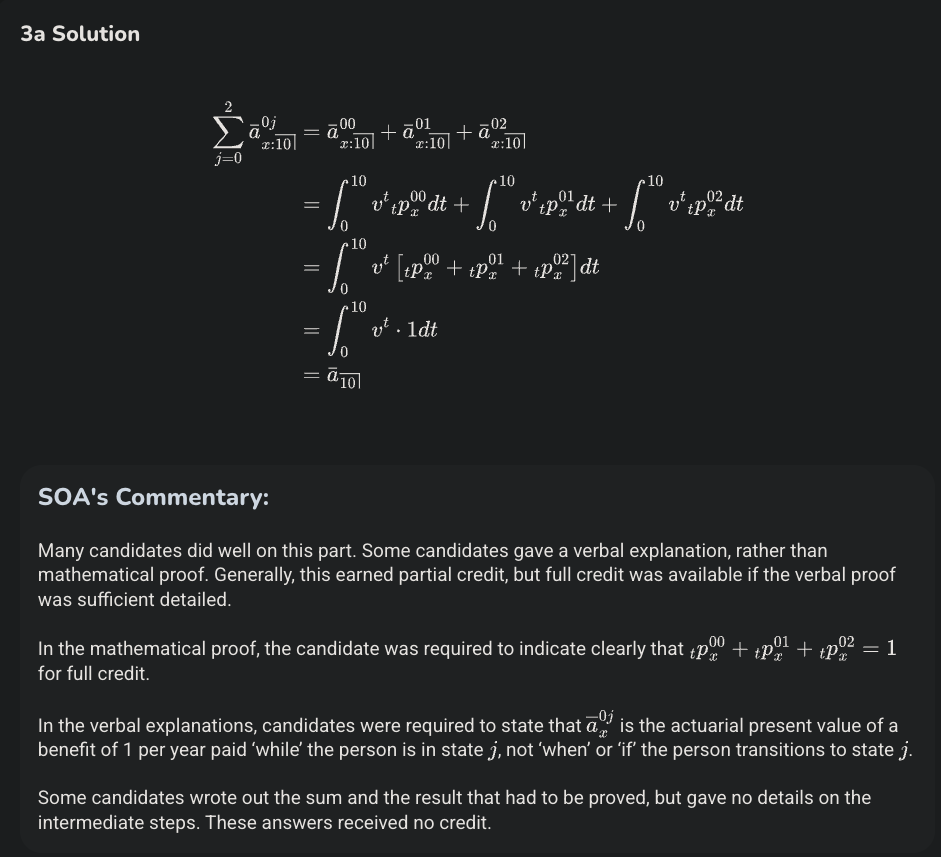 3a Solution
$\sum_{j=0}^{2} \bar{a}^{0j}_{x:\overline{10|}} = \bar{a}^{00}_{x:\overline{10|}} + \bar{a}^{01}_{x:\overline{10|}} + \bar{a}^{02}_{x:\overline{10|}}$
$= \int_0^{10} v^t {}_tp_x^{00} dt + \int_0^{10} v^t {}_tp_x^{01} dt + \int_0^{10} v^t {}_tp_x^{02} dt$
$= \int_0^{10} v^t \left[ {}_tp_x^{00} + {}_tp_x^{01} + {}_tp_x^{02} \right] dt$
$= \int_0^{10} v^t \cdot 1 dt$
$= \bar{a}_{\overline{10|}}$
SOA's Commentary:
Many candidates did well on this part. Some candidates gave a verbal explanation, rather than
mathematical proof. Generally, this earned partial credit, but full credit was available if the verbal proof
was sufficient detailed.
In the mathematical proof, the candidate was required to indicate clearly that ${}_tp_x^{00} + {}_tp_x^{01} + {}_tp_x^{02} = 1$
for full credit.
In the verbal explanations, candidates were required to state that $\overline{a}_x^{0j}$ is the actuarial present value of a
benefit of 1 per year paid ‘while’ the person is in state $j$, not ‘when’ or ‘if’ the person transitions to state $j$.
Some candidates wrote out the sum and the result that had to be proved, but gave no details on the
intermediate steps. These answers received no credit.